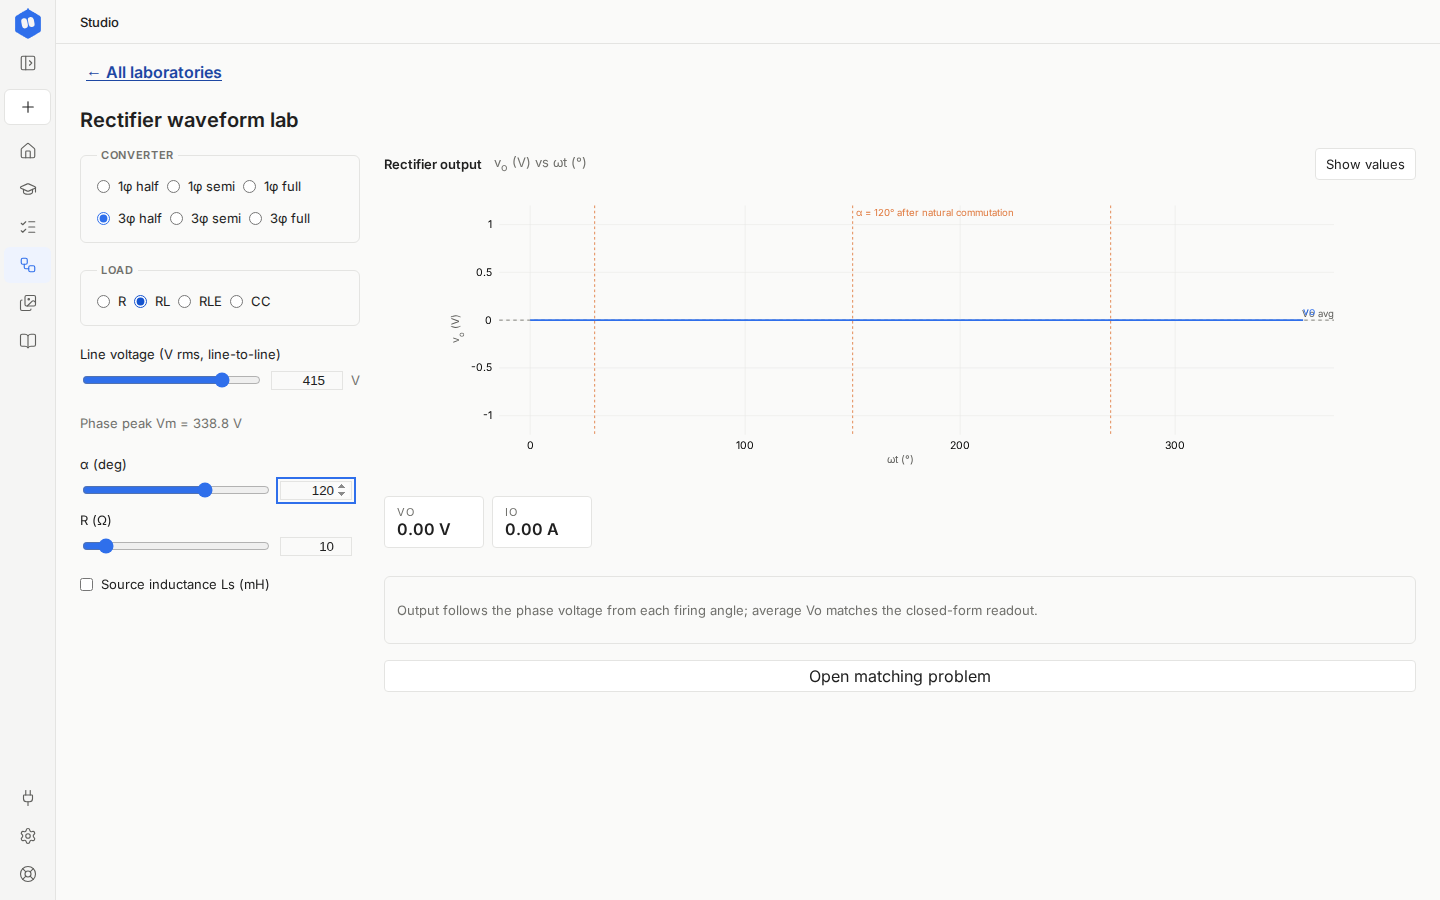 Studio
← All laboratories
Rectifier waveform lab
CONVERTER
1φ half 1φ semi 1φ full
3φ half 3φ semi 3φ full
LOAD
R RL RLE CC
Line voltage (V rms, line-to-line)
415 V
Phase peak Vm = 338.8 V
α (deg)
120
R (Ω)
10
Source inductance Ls (mH)
Rectifier output vo (V) vs ωt (°)
Show values
α = 120° after natural commutation
1
0.5
0
-0.5
-1
vo (V)
avg
0 100 200 300
ωt (°)
VO
0.00 V
IO
0.00 A
Output follows the phase voltage from each firing angle; average Vo matches the closed-form readout.
Open matching problem